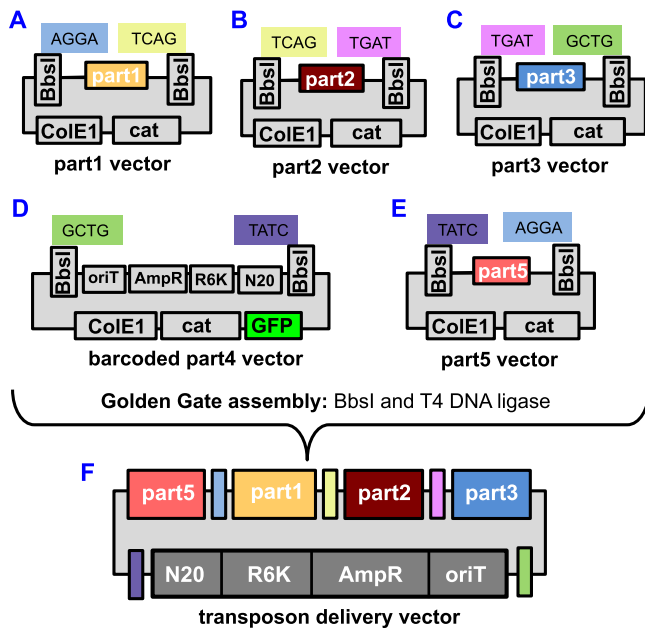 A
AGGA TCAG
BbsI part1 BbsI
ColE1 cat
part1 vector
B
TCAG TGAT
BbsI part2 BbsI
ColE1 cat
part2 vector
C
TGAT GCTG
BbsI part3 BbsI
ColE1 cat
part3 vector
D
GCTG TATC
BbsI oriT AmpR R6K N20 BbsI
ColE1 cat GFP
barcoded part4 vector
E
TATC AGGA
BbsI part5 BbsI
ColE1 cat
part5 vector
Golden Gate assembly: BbsI and T4 DNA ligase
F
part5 part1 part2 part3
N20 R6K AmpR oriT
transposon delivery vector